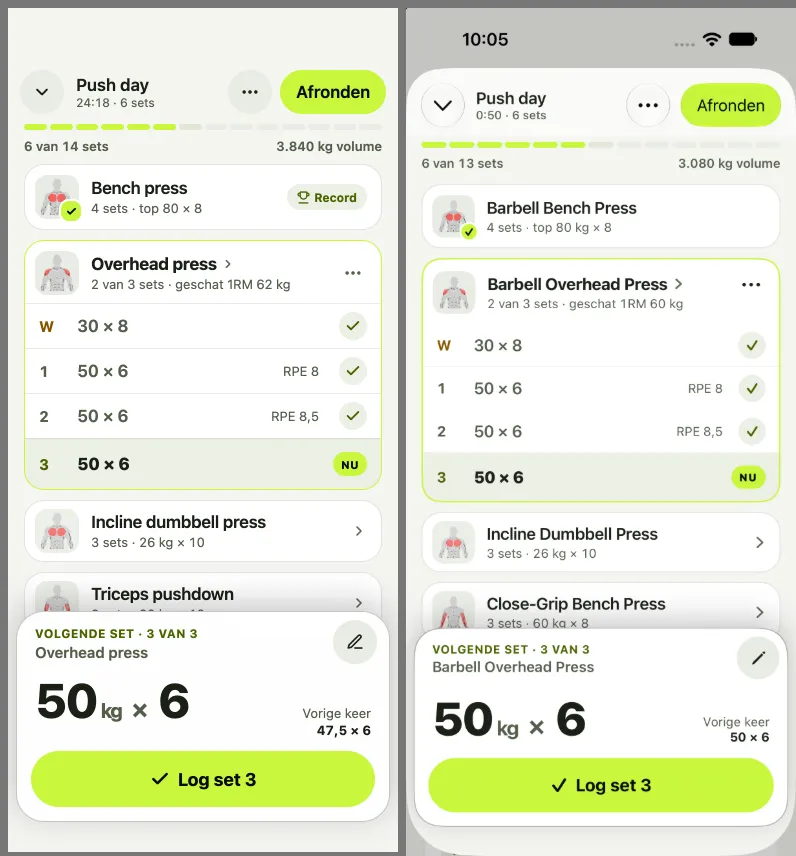 Push day
24:18 · 6 sets
Afronden
6 van 14 sets
3.840 kg volume
Bench press
4 sets · top 80 × 8
Record
Overhead press
2 van 3 sets · geschat 1RM 62 kg
W 30 × 8
1 50 × 6 RPE 8
2 50 × 6 RPE 8,5
3 50 × 6 NU
Incline dumbbell press
3 sets · 26 kg × 10
Triceps pushdown
VOLGENDE SET · 3 VAN 3
Overhead press
50 kg × 6
Vorige keer
47,5 × 6
Log set 3
10:05
Push day
0:50 · 6 sets
Afronden
6 van 13 sets
3.080 kg volume
Barbell Bench Press
4 sets · top 80 kg × 8
Barbell Overhead Press
2 van 3 sets · geschat 1RM 60 kg
W 30 × 8
1 50 × 6 RPE 8
2 50 × 6 RPE 8,5
3 50 × 6 NU
Incline Dumbbell Press
3 sets · 26 kg × 10
Close-Grip Bench Press
3 sets · 60 kg × 8
VOLGENDE SET · 3 VAN 3
Barbell Overhead Press
50 kg × 6
Vorige keer
50 × 6
Log set 3